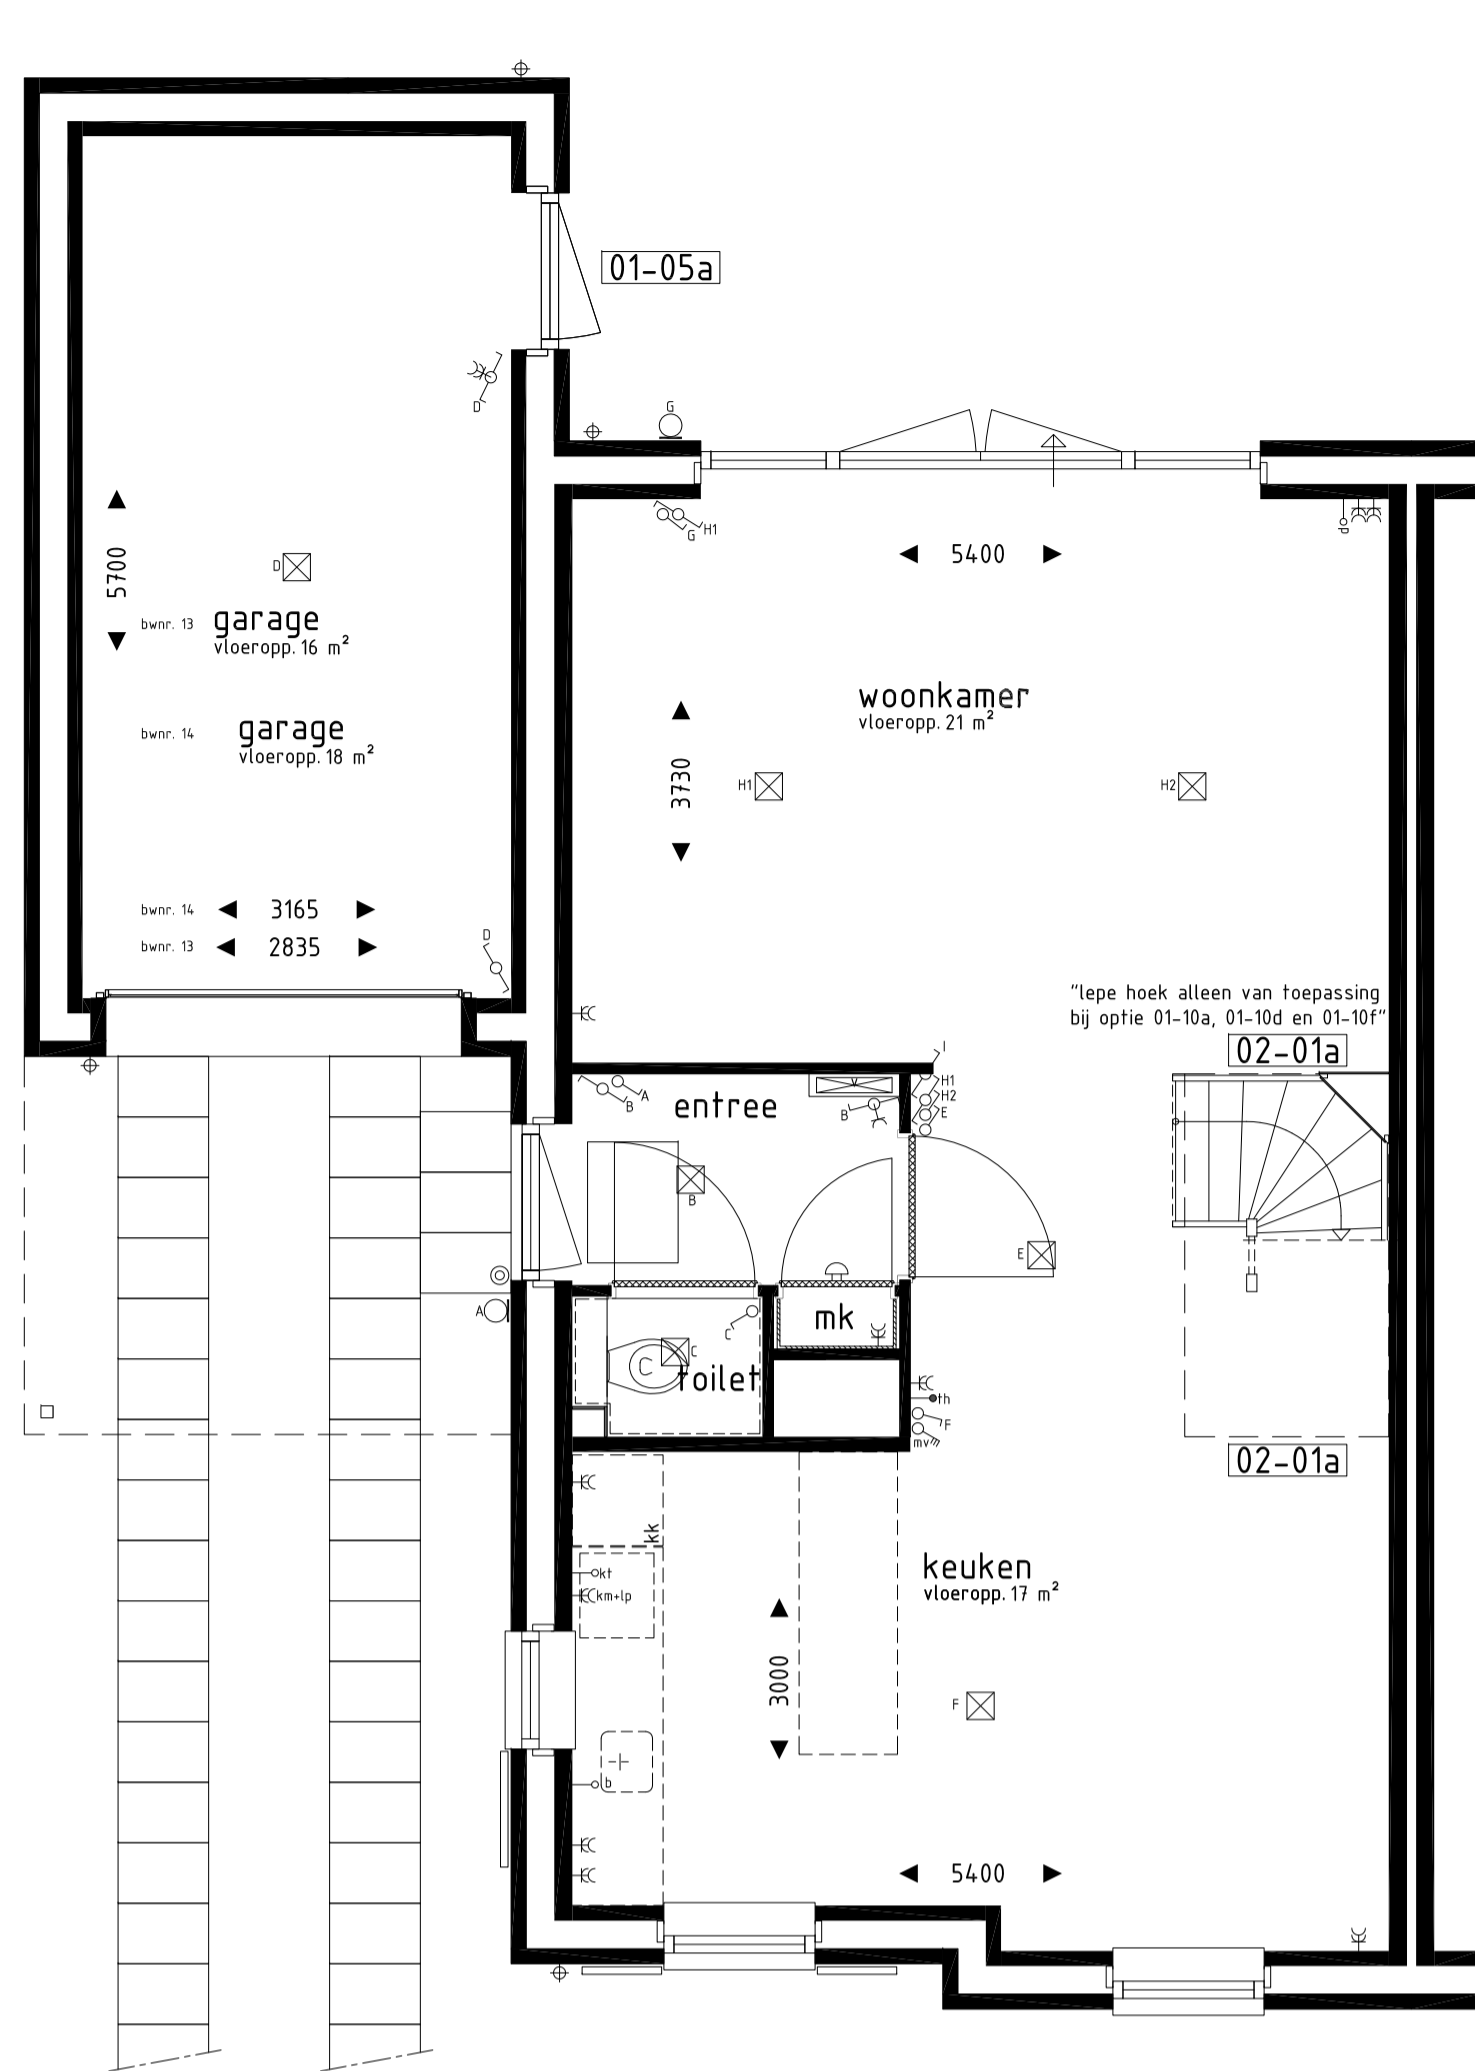 01-05a
D
G
G
H1
d
5400
5700
D
bwnr. 13
garage
vloeropp. 16 m²
bwnr. 14
garage
vloeropp. 18 m²
woonkamer
vloeropp. 21 m²
3730
H1
H2
bwnr. 14
3165
bwnr. 13
2835
D
"lepe hoek alleen van toepassing
bij optie 01-10a, 01-10d en 01-10f"
02-01a
I
H1
H2
E
A
B
entree
V
B
B
E
A
C
mk
C
C
toilet
th
F
mv
02-01a
kk
kt
km+lp
keuken
vloeropp. 17 m²
3000
F
b
5400